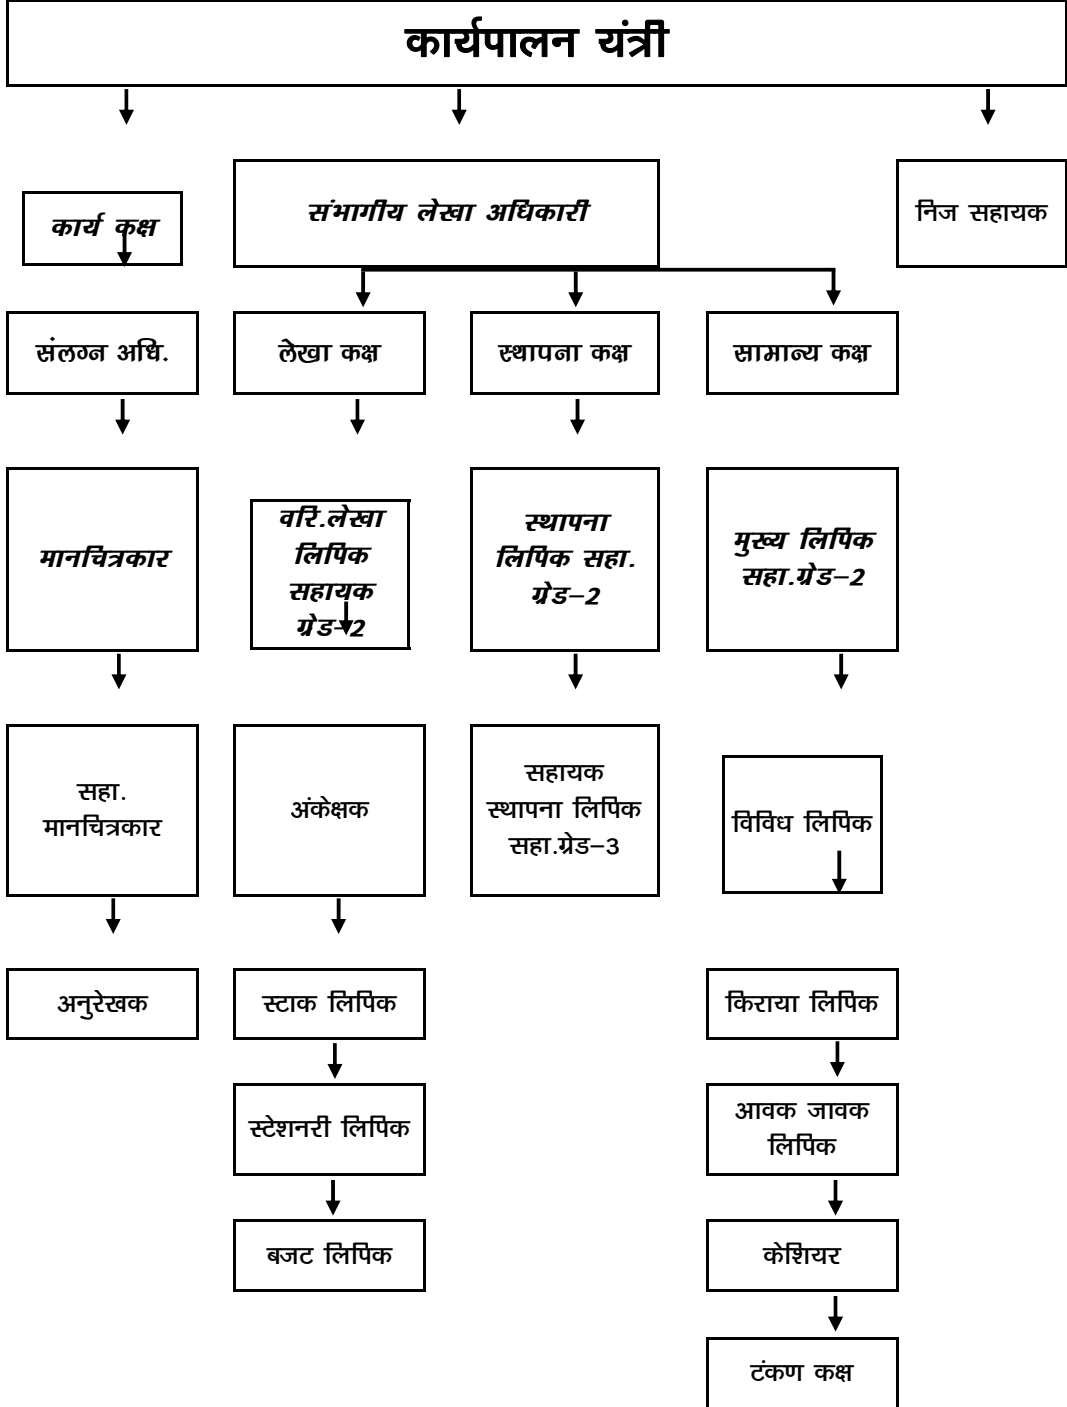 कार्यपालन यंत्री
कार्य कक्ष
संभागीय लेखा अधिकारी
निज सहायक
संलग्न अधि.
लेखा कक्ष
स्थापना कक्ष
सामान्य कक्ष
मानचित्रकार
वरि.लेखा
लिपिक
सहायक
ग्रेड–2
स्थापना
लिपिक सहा.
ग्रेड–2
मुख्य लिपिक
सहा.ग्रेड–2
सहा.
मानचित्रकार
अंकेक्षक
सहायक
स्थापना लिपिक
सहा.ग्रेड–3
विविध लिपिक
अनुरेखक
स्टाक लिपिक
किराया लिपिक
स्टेशनरी लिपिक
आवक जावक
लिपिक
बजट लिपिक
केशियर
टंकण कक्ष